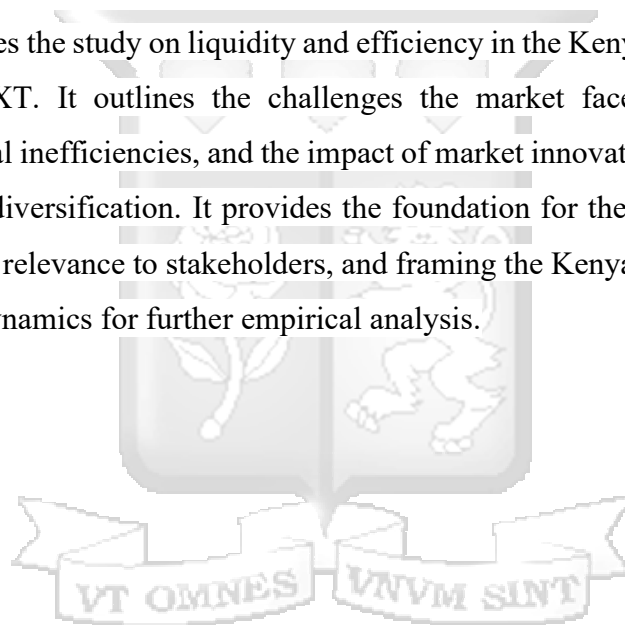 es the study on liquidity and efficiency in the Keny
XT. It outlines the challenges the market face
al inefficiencies, and the impact of market innovat
diversification. It provides the foundation for the
relevance to stakeholders, and framing the Kenya
ynamics for further empirical analysis.
VT OMNES VNVM SINT